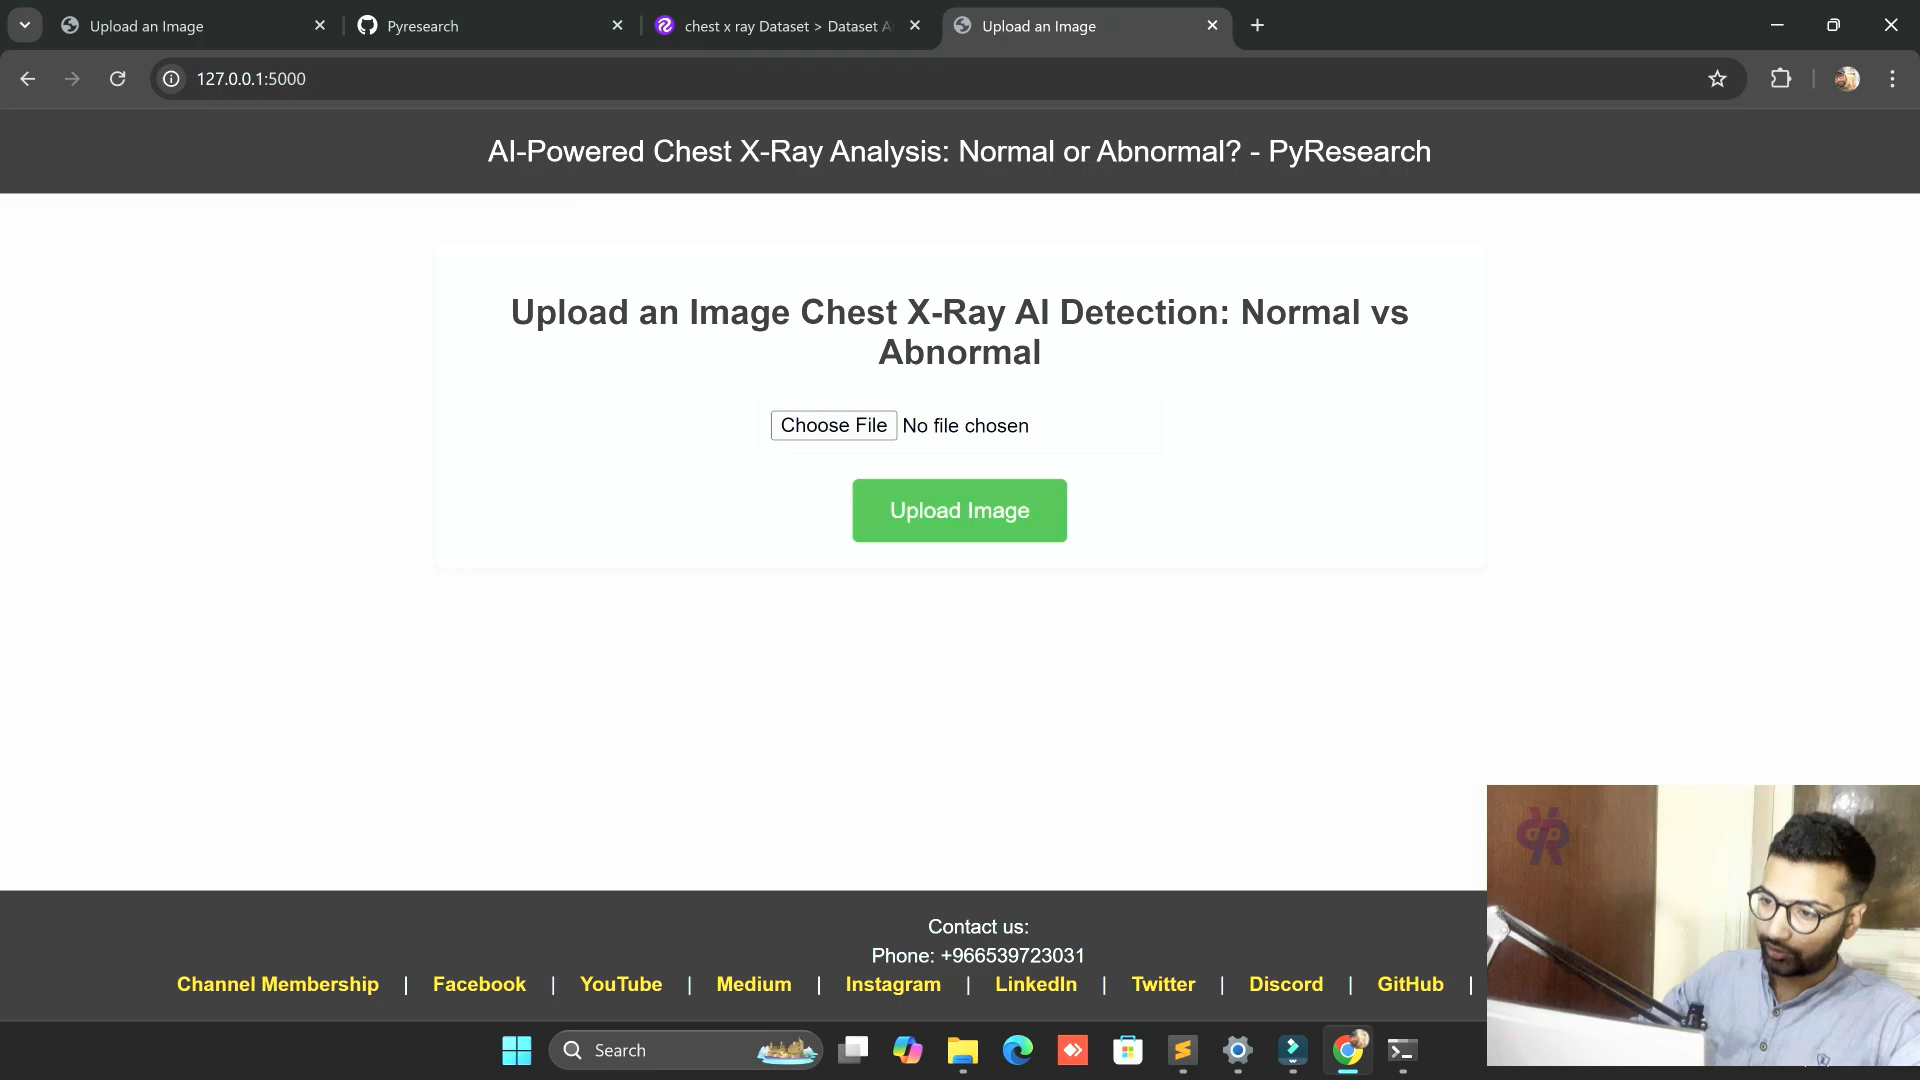 Upload an Image
Pyresearch
chest x ray Dataset > Dataset A
Upload an Image
127.0.0.1:5000
AI-Powered Chest X-Ray Analysis: Normal or Abnormal? - PyResearch
Upload an Image Chest X-Ray AI Detection: Normal vs
Abnormal
Choose File No file chosen
Upload Image
Contact us:
Phone: +966539723031
Channel Membership | Facebook | YouTube | Medium | Instagram | LinkedIn | Twitter | Discord | GitHub |
Search